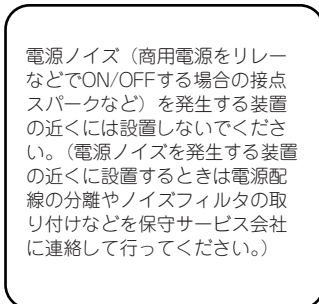 電源ノイズ（商用電源をリレー
などでON/OFFする場合の接点
スパークなど）を発生する装置
の近くには設置しないでくださ
い。（電源ノイズを発生する装置
の近くに設置するときは電源配
線の分離やノイズフィルタの取
り付けなどを保守サービス会社
に連絡して行ってください。）